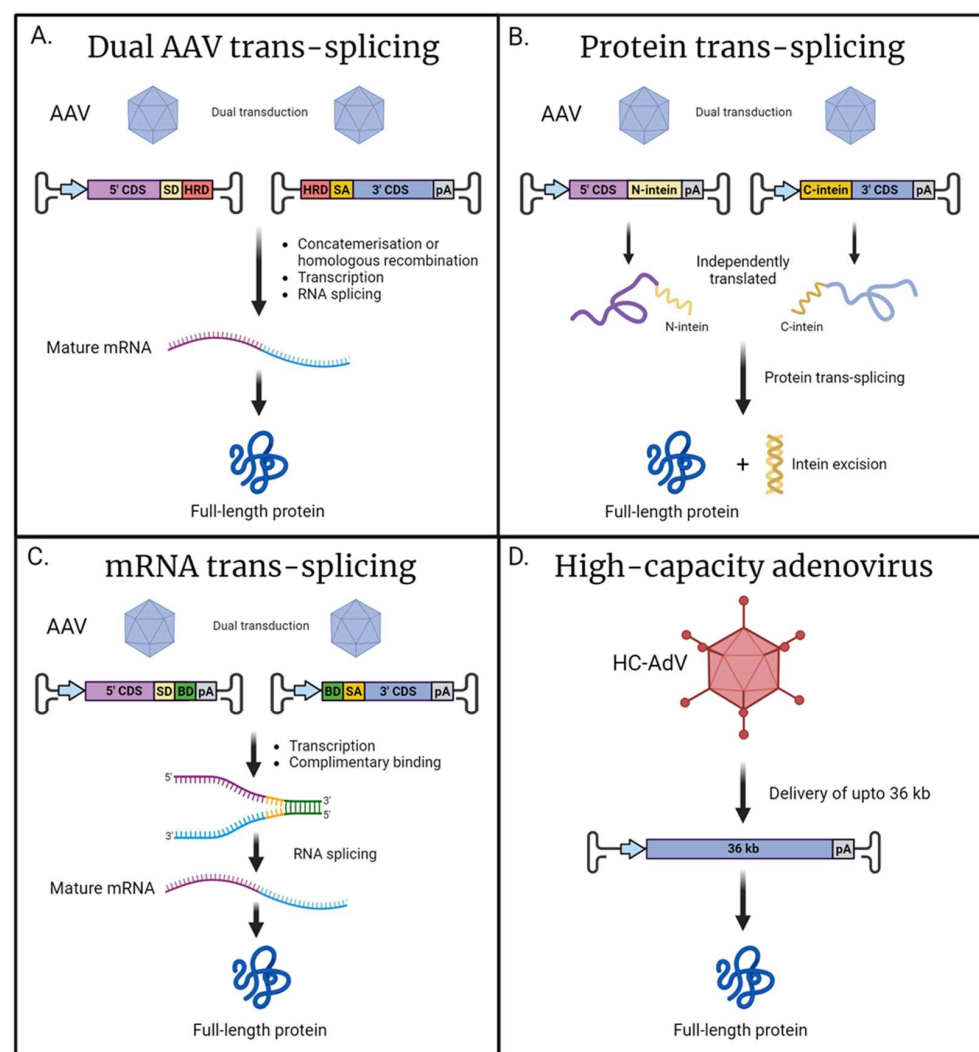 A.
Dual AAV trans-splicing
AAV
Dual transduction
5' CDS SD HRD
HRD SA 3' CDS pA
• Concatemerisation or
homologous recombination
• Transcription
• RNA splicing
Mature mRNA
Full-length protein
B.
Protein trans-splicing
AAV
Dual transduction
5' CDS N-intein pA
C-intein 3' CDS pA
Independently
translated
N-intein
C-intein
Protein trans-splicing
+
Intein excision
Full-length protein
C.
mRNA trans-splicing
AAV
Dual transduction
5' CDS SD BD pA
BD SA 3' CDS pA
• Transcription
• Complimentary binding
5'
3'
5'
3'
RNA splicing
Mature mRNA
Full-length protein
D.
High-capacity adenovirus
HC-AdV
Delivery of upto 36 kb
36 kb pA
Full-length protein